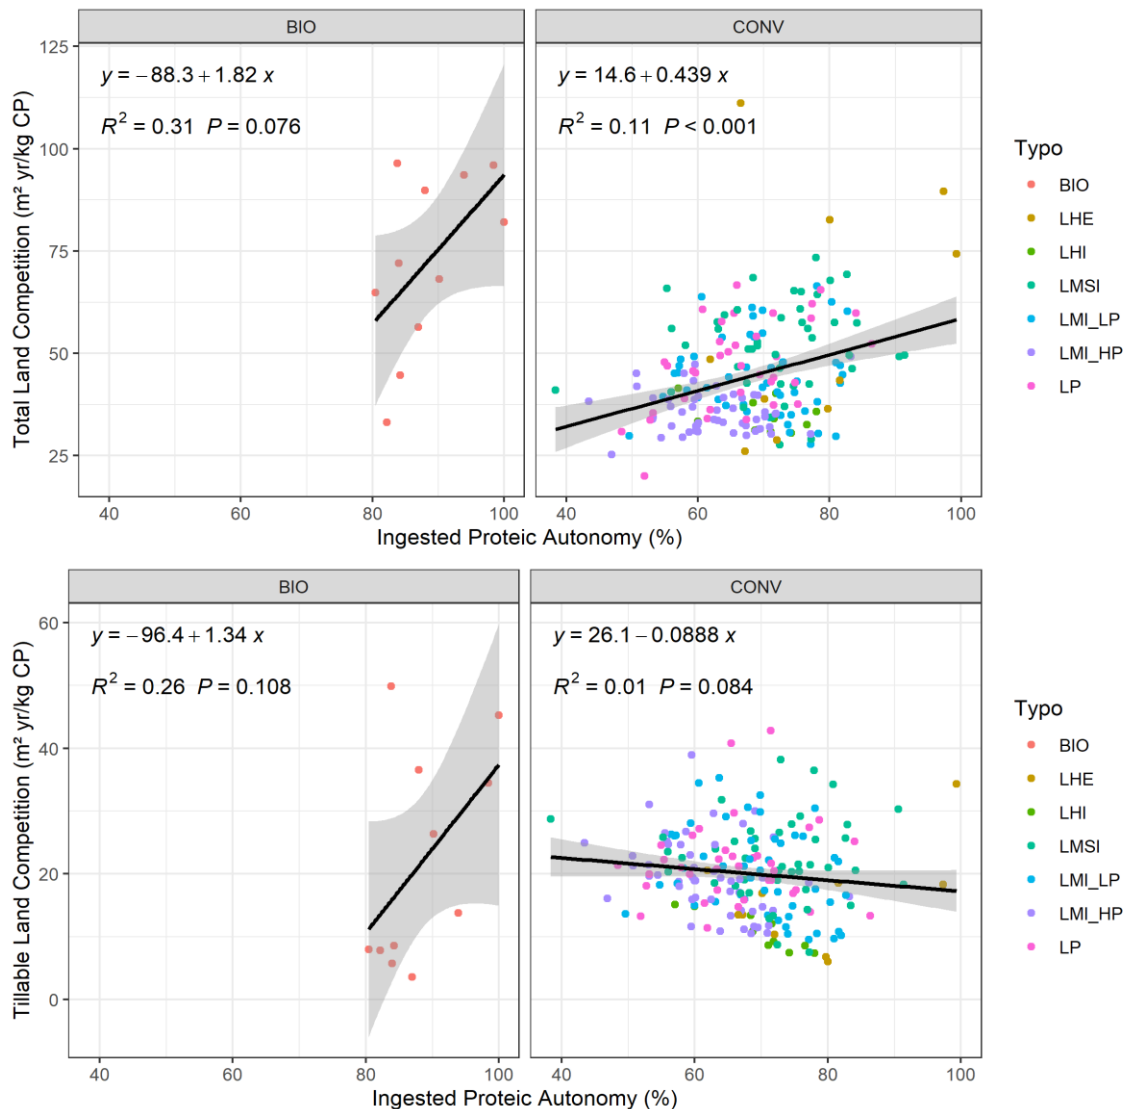 BIO
CONV
y = −88.3 + 1.82 x
R² = 0.31 P = 0.076
y = 14.6 + 0.439 x
R² = 0.11 P < 0.001
Total Land Competition (m² yr/kg CP)
125
100
75
50
25
40
60
80
100
40
60
80
100
Ingested Proteic Autonomy (%)
Typo
BIO
LHE
LHI
LMSI
LMI_LP
LMI_HP
LP
BIO
CONV
y = −96.4 + 1.34 x
R² = 0.26 P = 0.108
y = 26.1 − 0.0888 x
R² = 0.01 P = 0.084
Tillable Land Competition (m² yr/kg CP)
60
40
20
0
40
60
80
100
40
60
80
100
Ingested Proteic Autonomy (%)
Typo
BIO
LHE
LHI
LMSI
LMI_LP
LMI_HP
LP